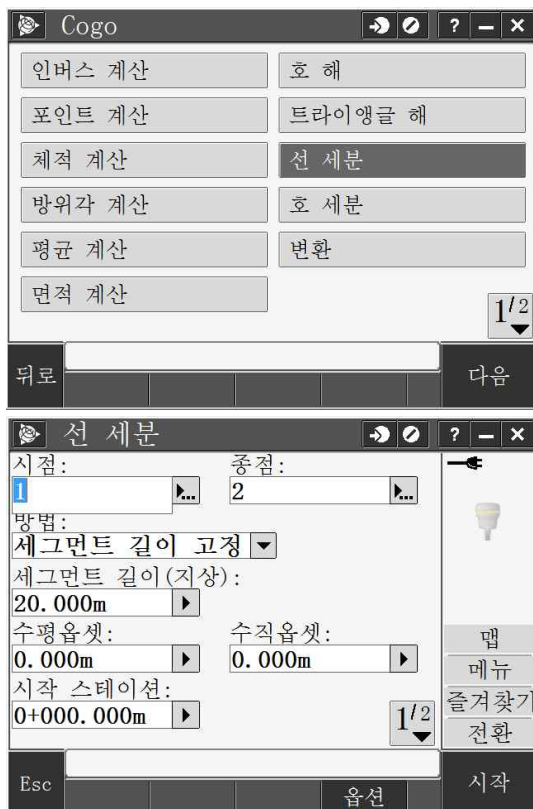 Cogo ? – ×
인버스 계산 호 해
포인트 계산 트라이앵글 해
체적 계산 선 세분
방위각 계산 호 세분
평균 계산 변환
면적 계산
1/2
뒤로 다음
선 세분 ? – ×
시점: 종점:
1 2
방법:
세그먼트 길이 고정
세그먼트 길이(지상):
20.000m
수평옵셋: 수직옵셋: 맵
0.000m 0.000m 메뉴
시작 스테이션: 즐겨찾기
0+000.000m 1/2 전환
Esc 옵션 시작